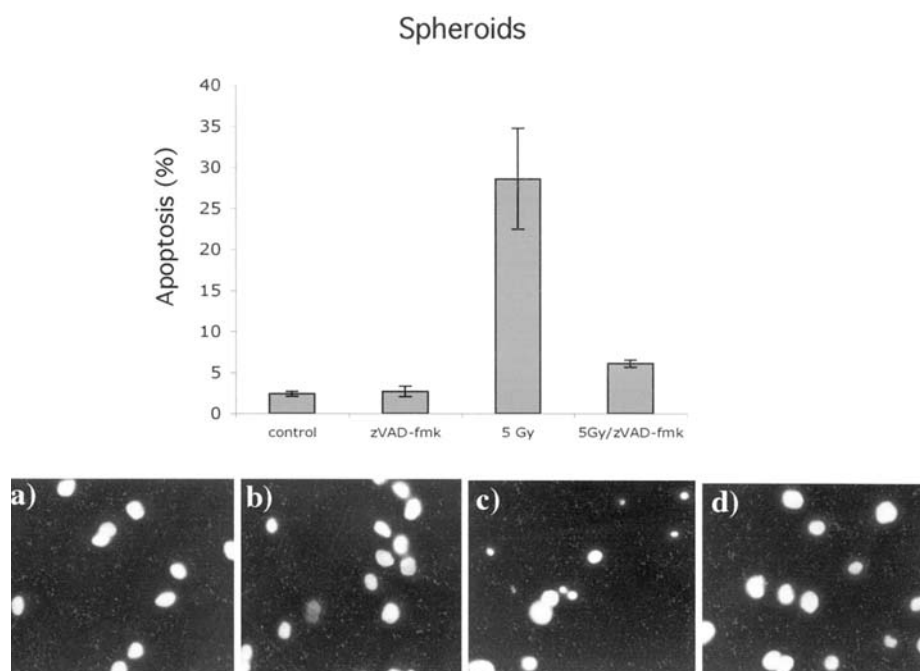 Spheroids
Apoptosis (%)
40
35
30
25
20
15
10
5
0
control zVAD-fmk 5 Gy 5Gy/zVAD-fmk
a) b) c) d)